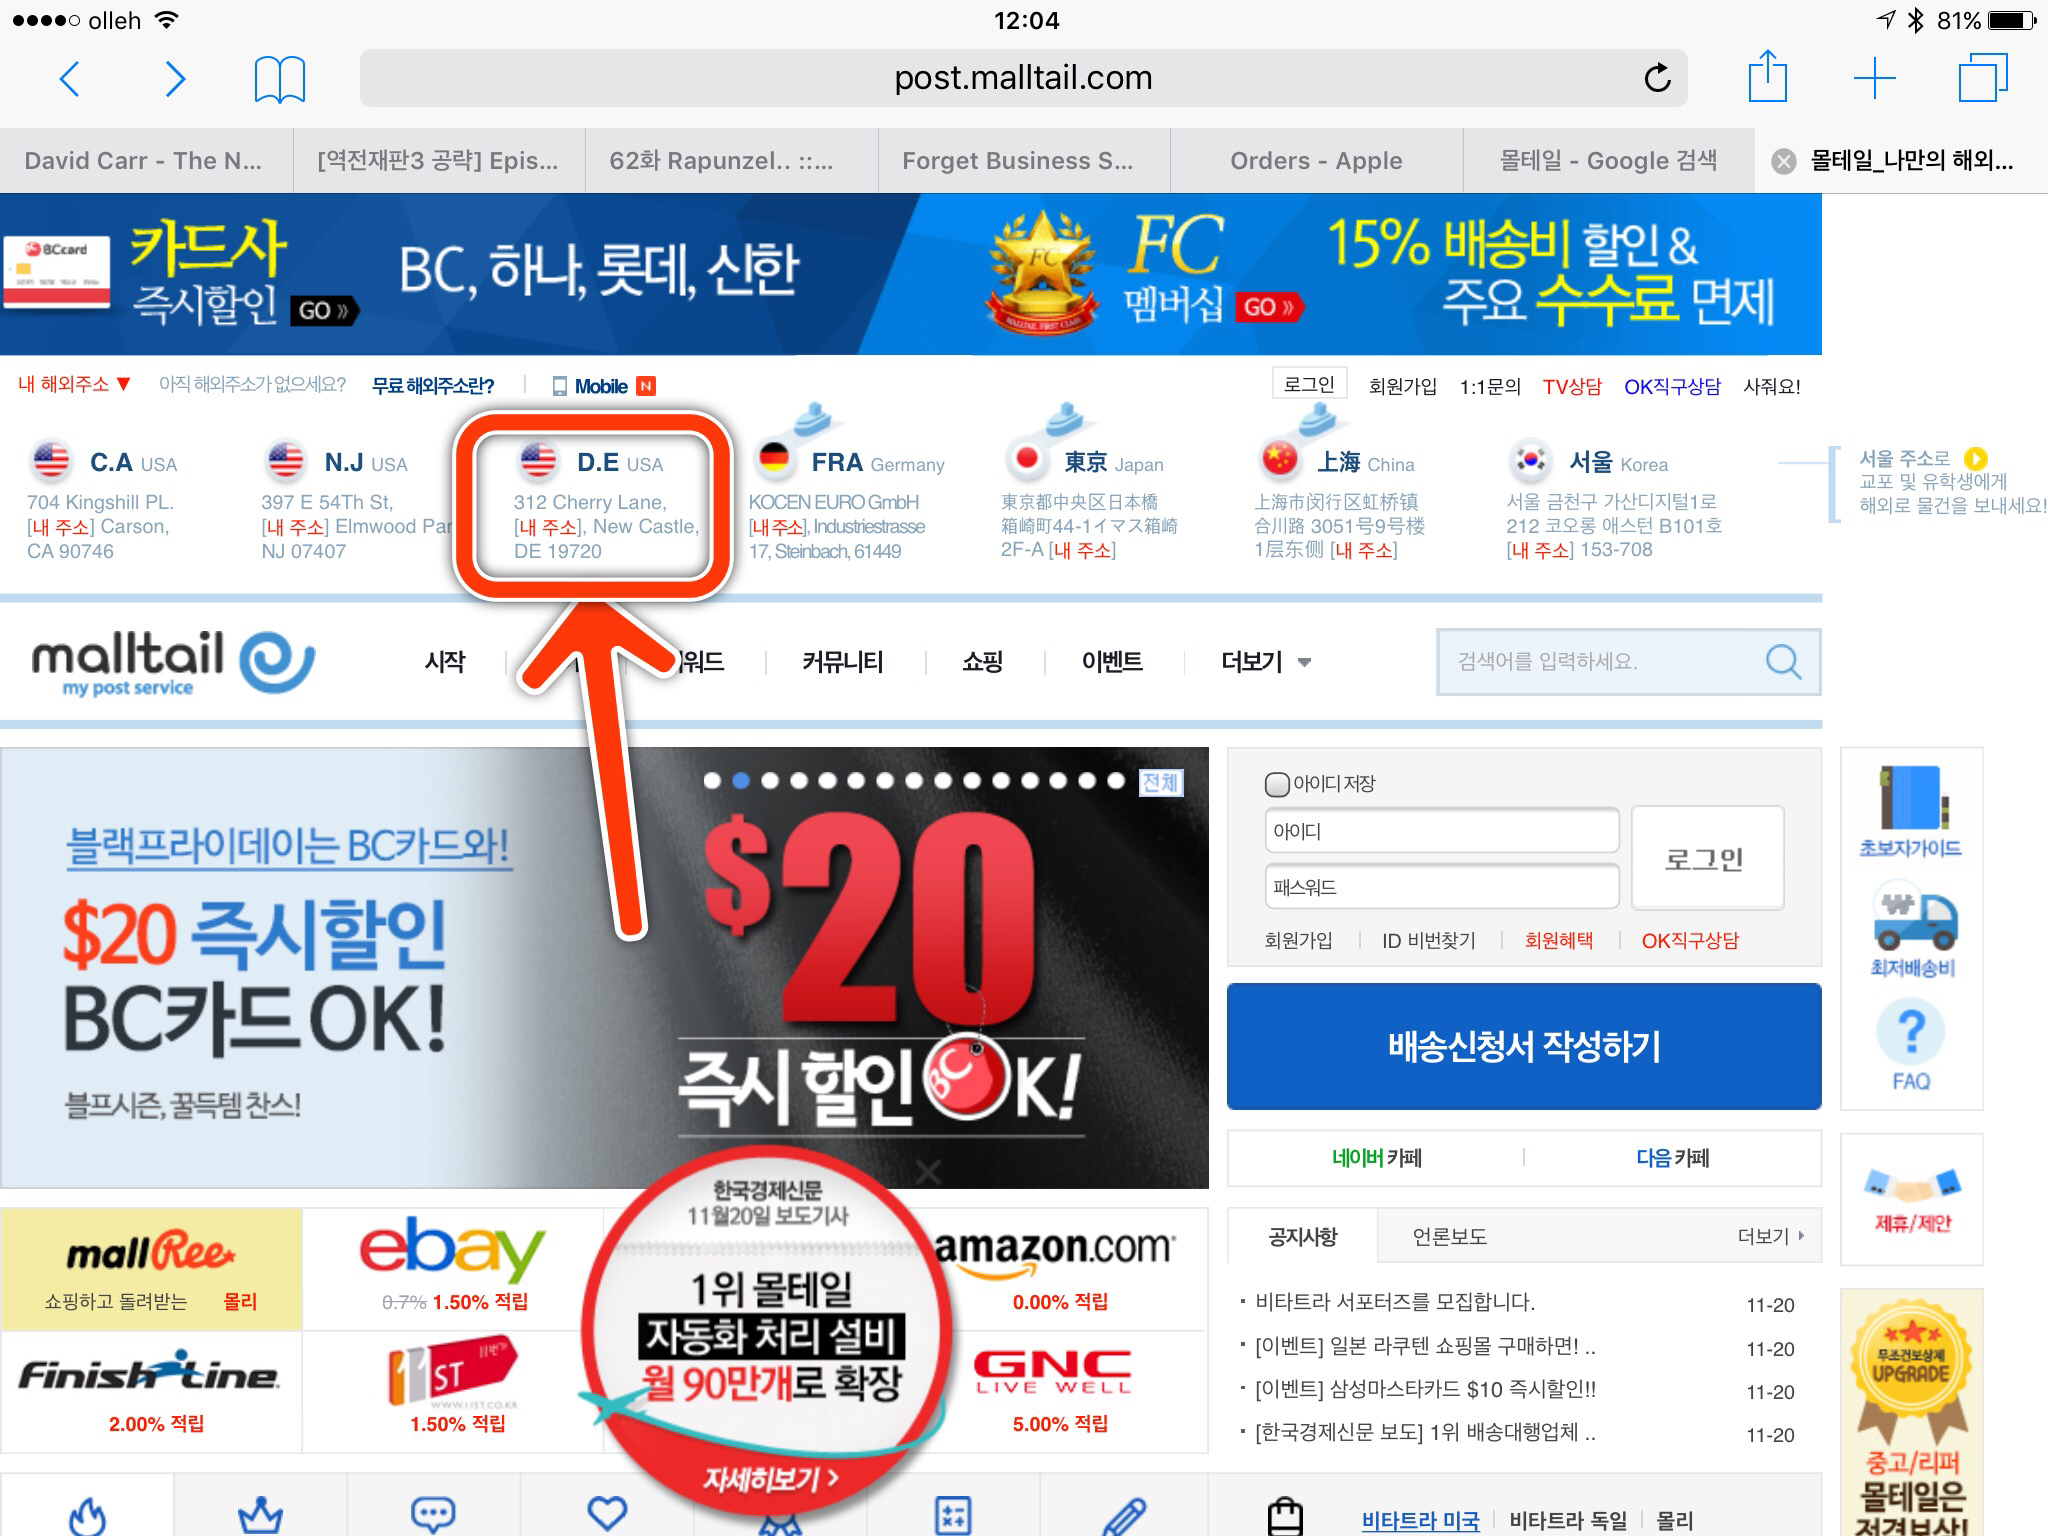 olleh
12:04
81%
post.malltail.com
David Carr - The N...
[역전재판3 공략] Epis...
62화 Rapunzel.. ::...
Forget Business S...
Orders - Apple
몰테일 - Google 검색
몰테일_나만의 해외...
BCcard
카드사
즉시할인 GO »
BC, 하나, 롯데, 신한
FC
MALLTAIL FIRST CLASS
FC
멤버십 GO »
15% 배송비 할인 &
주요 수수료 면제
내 해외주소 ▼
아직 해외주소가 없으세요?
무료 해외주소란?
Mobile N
로그인
회원가입
1:1문의
TV상담
OK직구상담
사줘요!
C.A USA
704 Kingshill PL.
[내 주소] Carson,
CA 90746
N.J USA
397 E 54Th St,
[내 주소] Elmwood Par
NJ 07407
D.E USA
312 Cherry Lane,
[내 주소], New Castle,
DE 19720
FRA Germany
KOCEN EURO GmbH
[내주소], Industriestrasse
17, Steinbach, 61449
東京 Japan
東京都中央区日本橋
箱崎町44-1イマス箱崎
2F-A [내 주소]
上海 China
上海市闵行区虹桥镇
合川路 3051号9号楼
1层东侧 [내 주소]
서울 Korea
서울 금천구 가산디지털1로
212 코오롱 애스턴 B101호
[내 주소] 153-708
서울 주소로
교포 및 유학생에게
해외로 물건을 보내세요!
malltail
my post service
시작
워드
커뮤니티
쇼핑
이벤트
더보기
검색어를 입력하세요.
전체
블랙프라이데이는 BC카드와!
$20 즉시할인
BC카드 OK!
블프시즌, 꿀득템 찬스!
$20
즉시 할인 OK!
BC
아이디 저장
아이디
패스워드
로그인
회원가입
ID 비번찾기
회원혜택
OK직구상담
배송신청서 작성하기
네이버 카페
다음 카페
초보자가이드
최저배송비
?
FAQ
제휴/제안
무조건보상제
UPGRADE
중고/리퍼
몰테일은
전격보상!
mallRee
쇼핑하고 돌려받는 몰리
ebay
0.7% 1.50% 적립
amazon.com
0.00% 적립
Finish Line.
2.00% 적립
11ST 11번가
WWW.11ST.CO.KR
1.50% 적립
GNC
LIVE WELL
5.00% 적립
한국경제신문
11월20일 보도기사
1위 몰테일
자동화 처리 설비
월 90만개로 확장
자세히보기 >
공지사항
언론보도
더보기
비타트라 서포터즈를 모집합니다. 11-20
[이벤트] 일본 라쿠텐 쇼핑몰 구매하면! .. 11-20
[이벤트] 삼성마스타카드 $10 즉시할인!! 11-20
[한국경제신문 보도] 1위 배송대행업체 .. 11-20
비타트라 미국
비타트라 독일
몰리